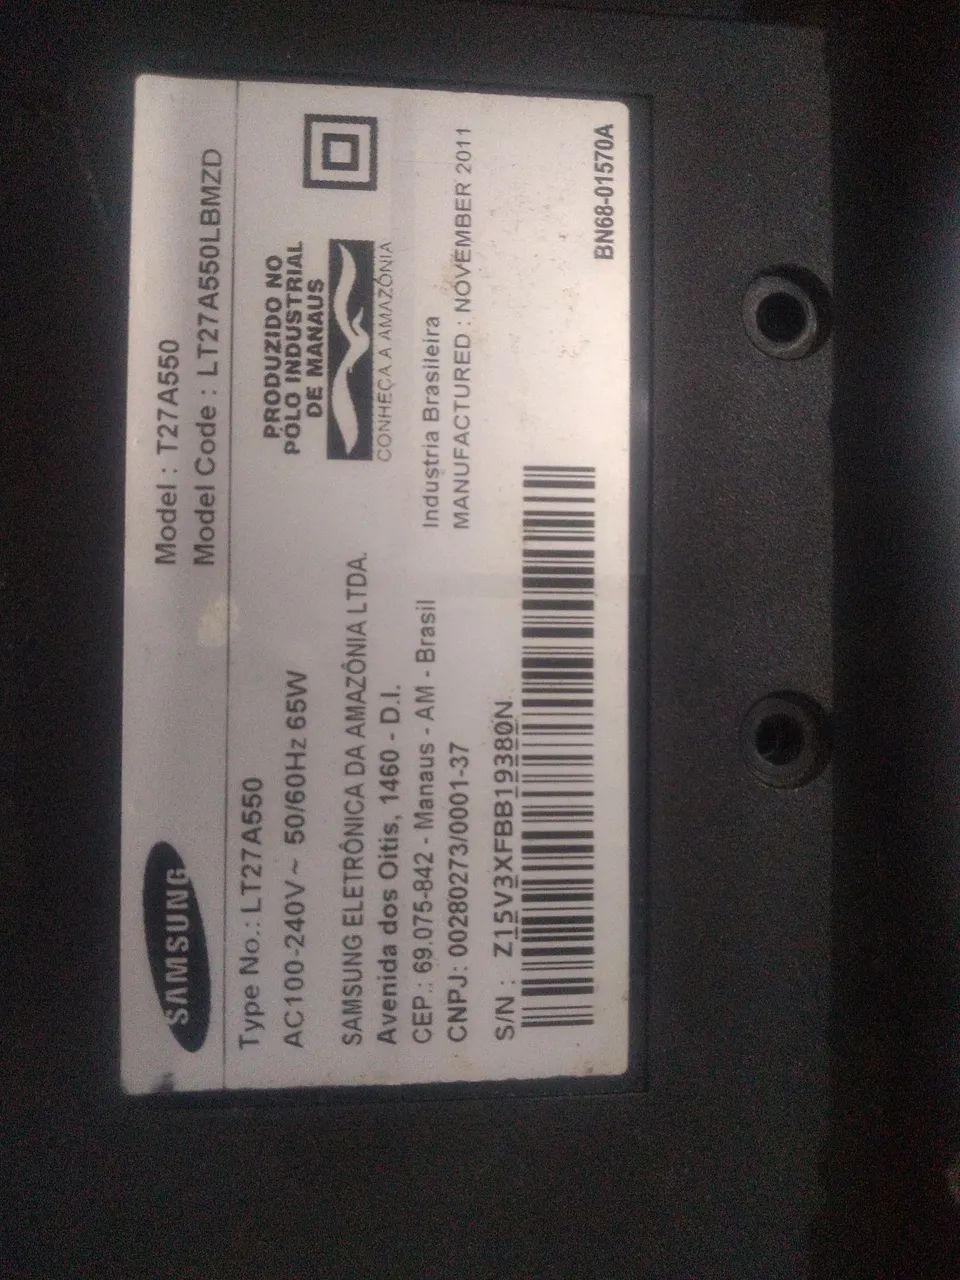 SAMSUNG
Model : T27A550
Model Code : LT27A550LBMZD
Type No.: LT27A550
AC100-240V~ 50/60Hz 65W
PRODUZIDO NO
PÓLO INDUSTRIAL
DE MANAUS
CONHEÇA A AMAZÔNIA
SAMSUNG ELETRÔNICA DA AMAZÔNIA LTDA.
Avenida dos Oitis, 1460 - D.I.
CEP.: 69.075-842 - Manaus - AM - Brasil
CNPJ: 00280273/0001-37
Industria Brasileira
MANUFACTURED : NOVEMBER 2011
S/N : Z15V3XFBB19380N
BN68-01570A